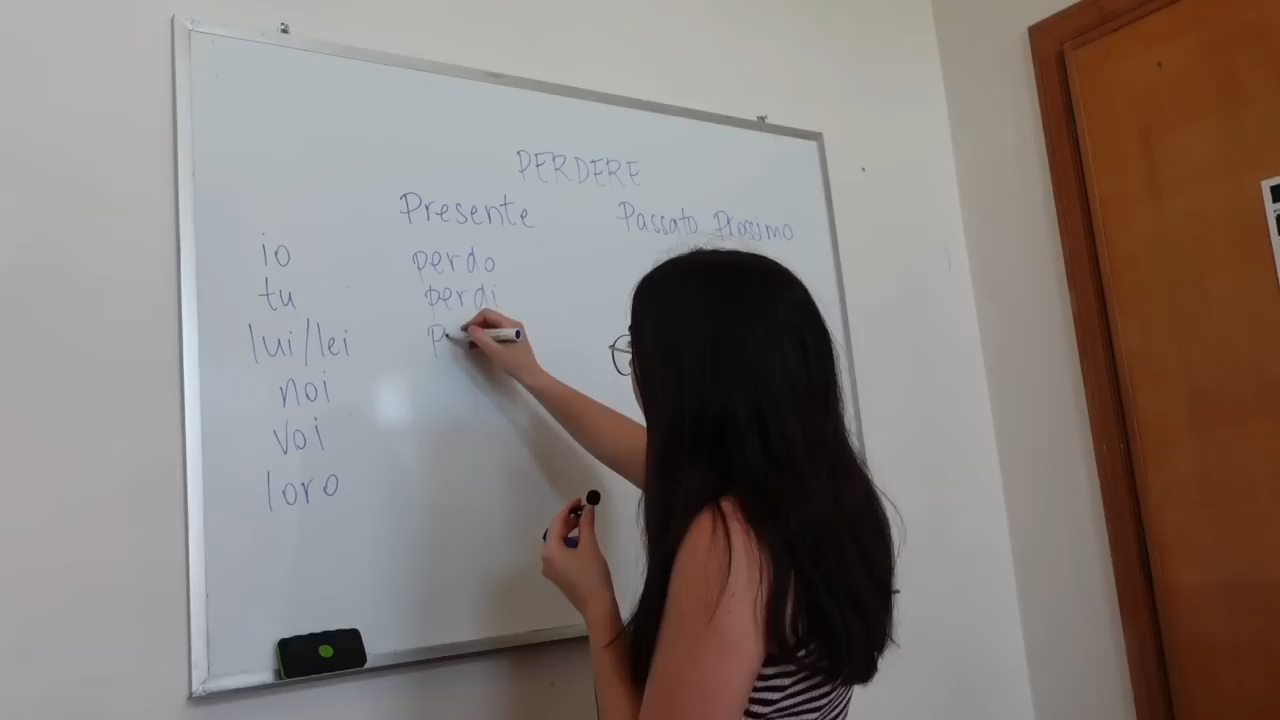 PERDERE
Presente Passato Prossimo
io perdo
tu perdi
lui/lei p
noi
voi
loro